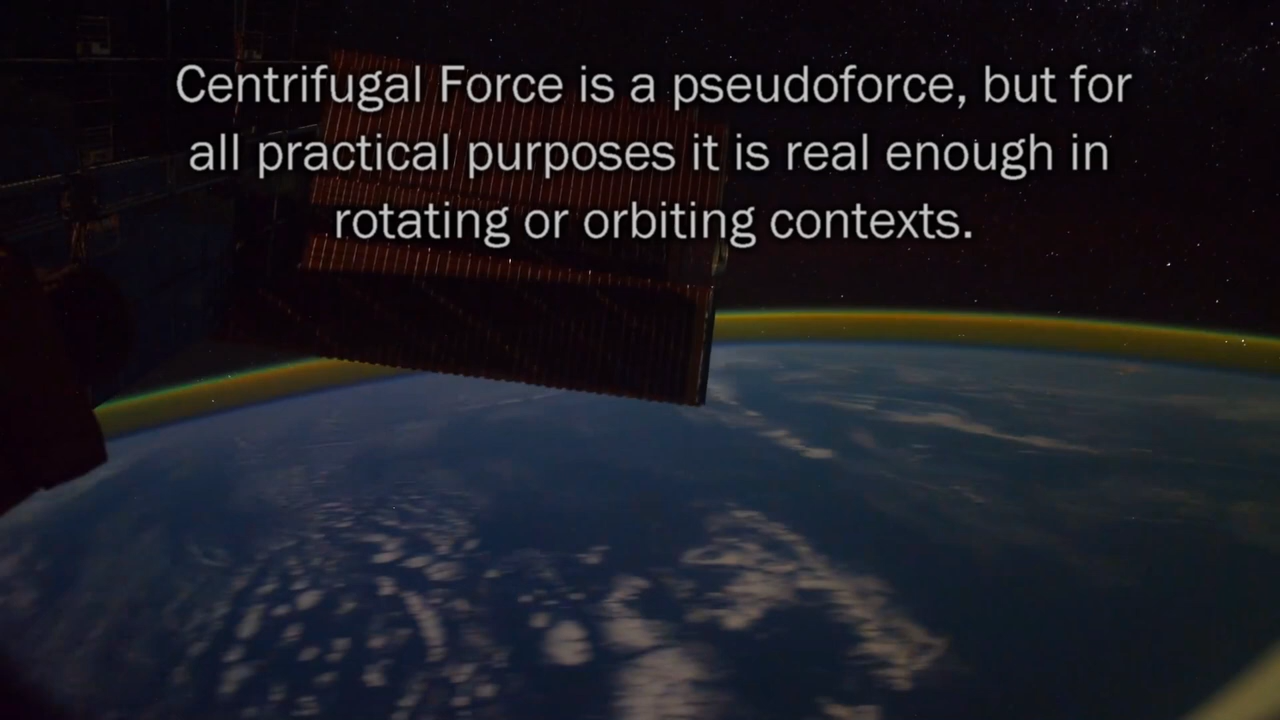 Centrifugal Force is a pseudoforce, but for
all practical purposes it is real enough in
rotating or orbiting contexts.